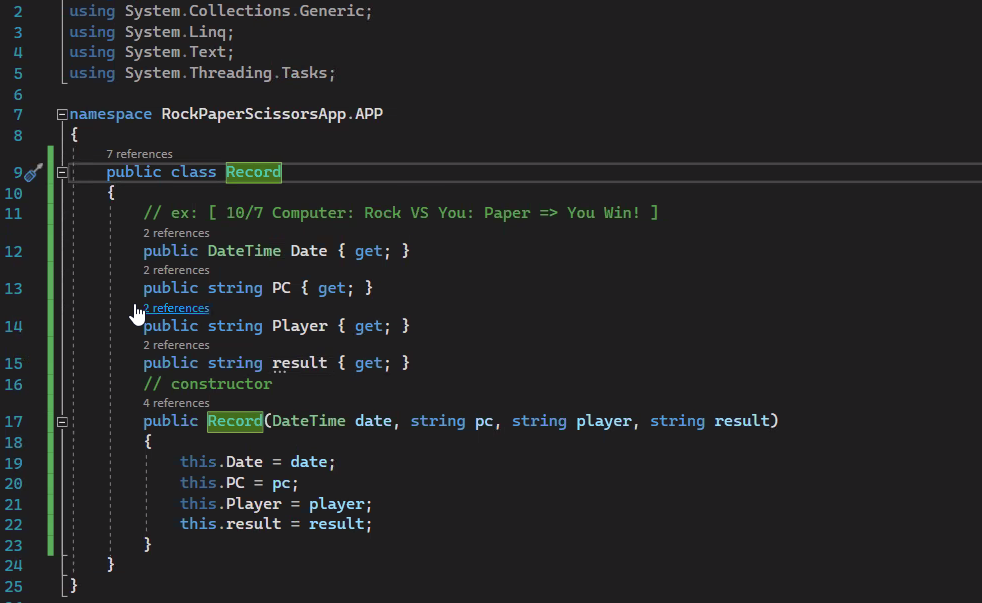 2 using System.Collections.Generic;
3 using System.Linq;
4 using System.Text;
5 using System.Threading.Tasks;
6
7 namespace RockPaperScissorsApp.APP
8 {
7 references
9 public class Record
10 {
11 // ex: [ 10/7 Computer: Rock VS You: Paper => You Win! ]
2 references
12 public DateTime Date { get; }
2 references
13 public string PC { get; }
2 references
14 public string Player { get; }
2 references
15 public string result { get; }
16 // constructor
4 references
17 public Record(DateTime date, string pc, string player, string result)
18 {
19 this.Date = date;
20 this.PC = pc;
21 this.Player = player;
22 this.result = result;
23 }
24 }
25 }